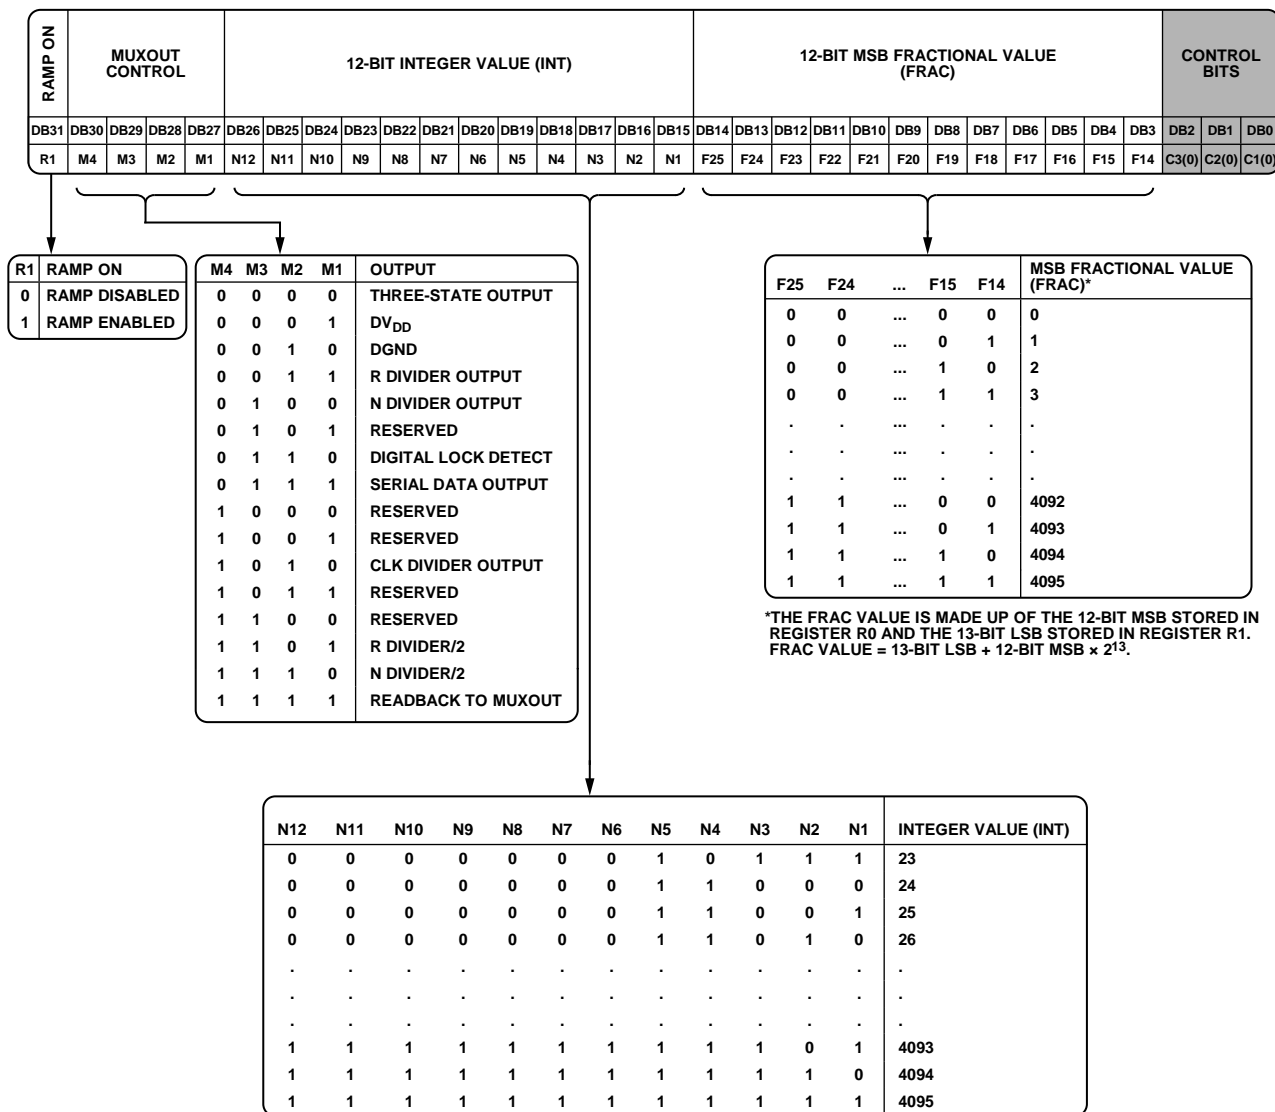 RAMP ON
MUXOUT
CONTROL
12-BIT INTEGER VALUE (INT)
12-BIT MSB FRACTIONAL VALUE
(FRAC)
CONTROL
BITS
DB31 DB30 DB29 DB28 DB27 DB26 DB25 DB24 DB23 DB22 DB21 DB20 DB19 DB18 DB17 DB16 DB15 DB14 DB13 DB12 DB11 DB10 DB9 DB8 DB7 DB6 DB5 DB4 DB3 DB2 DB1 DB0
R1 M4 M3 M2 M1 N12 N11 N10 N9 N8 N7 N6 N5 N4 N3 N2 N1 F25 F24 F23 F22 F21 F20 F19 F18 F17 F16 F15 F14 C3(0) C2(0) C1(0)
R1 RAMP ON
0 RAMP DISABLED
1 RAMP ENABLED
M4 M3 M2 M1 OUTPUT
0 0 0 0 THREE-STATE OUTPUT
0 0 0 1 DVDD
0 0 1 0 DGND
0 0 1 1 R DIVIDER OUTPUT
0 1 0 0 N DIVIDER OUTPUT
0 1 0 1 RESERVED
0 1 1 0 DIGITAL LOCK DETECT
0 1 1 1 SERIAL DATA OUTPUT
1 0 0 0 RESERVED
1 0 0 1 RESERVED
1 0 1 0 CLK DIVIDER OUTPUT
1 0 1 1 RESERVED
1 1 0 0 RESERVED
1 1 0 1 R DIVIDER/2
1 1 1 0 N DIVIDER/2
1 1 1 1 READBACK TO MUXOUT
F25 F24 ... F15 F14 MSB FRACTIONAL VALUE
(FRAC)*
0 0 ... 0 0 0
0 0 ... 0 1 1
0 0 ... 1 0 2
0 0 ... 1 1 3
. . ... . . .
. . ... . . .
. . ... . . .
1 1 ... 0 0 4092
1 1 ... 0 1 4093
1 1 ... 1 0 4094
1 1 ... 1 1 4095
*THE FRAC VALUE IS MADE UP OF THE 12-BIT MSB STORED IN
REGISTER R0 AND THE 13-BIT LSB STORED IN REGISTER R1.
FRAC VALUE = 13-BIT LSB + 12-BIT MSB × 2¹³.
N12 N11 N10 N9 N8 N7 N6 N5 N4 N3 N2 N1 INTEGER VALUE (INT)
0 0 0 0 0 0 0 1 0 1 1 1 23
0 0 0 0 0 0 0 1 1 0 0 0 24
0 0 0 0 0 0 0 1 1 0 0 1 25
0 0 0 0 0 0 0 1 1 0 1 0 26
. . . . . . . . . . . . .
. . . . . . . . . . . . .
. . . . . . . . . . . . .
1 1 1 1 1 1 1 1 1 1 0 1 4093
1 1 1 1 1 1 1 1 1 1 1 0 4094
1 1 1 1 1 1 1 1 1 1 1 1 4095